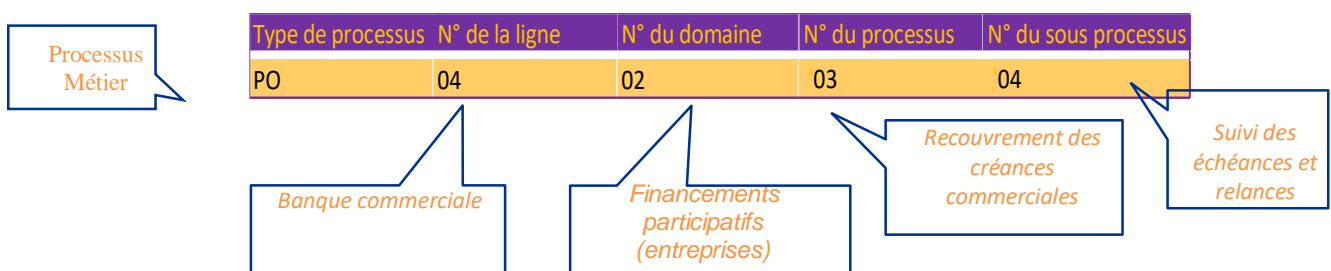 Processus
Métier
Type de processus N° de la ligne N° du domaine N° du processus N° du sous processus
PO 04 02 '03 '04
Banque commerciale
Financements
participatifs
(entreprises)
Recouvrement des
créances
commerciales
Suivi des
échéances et
relances